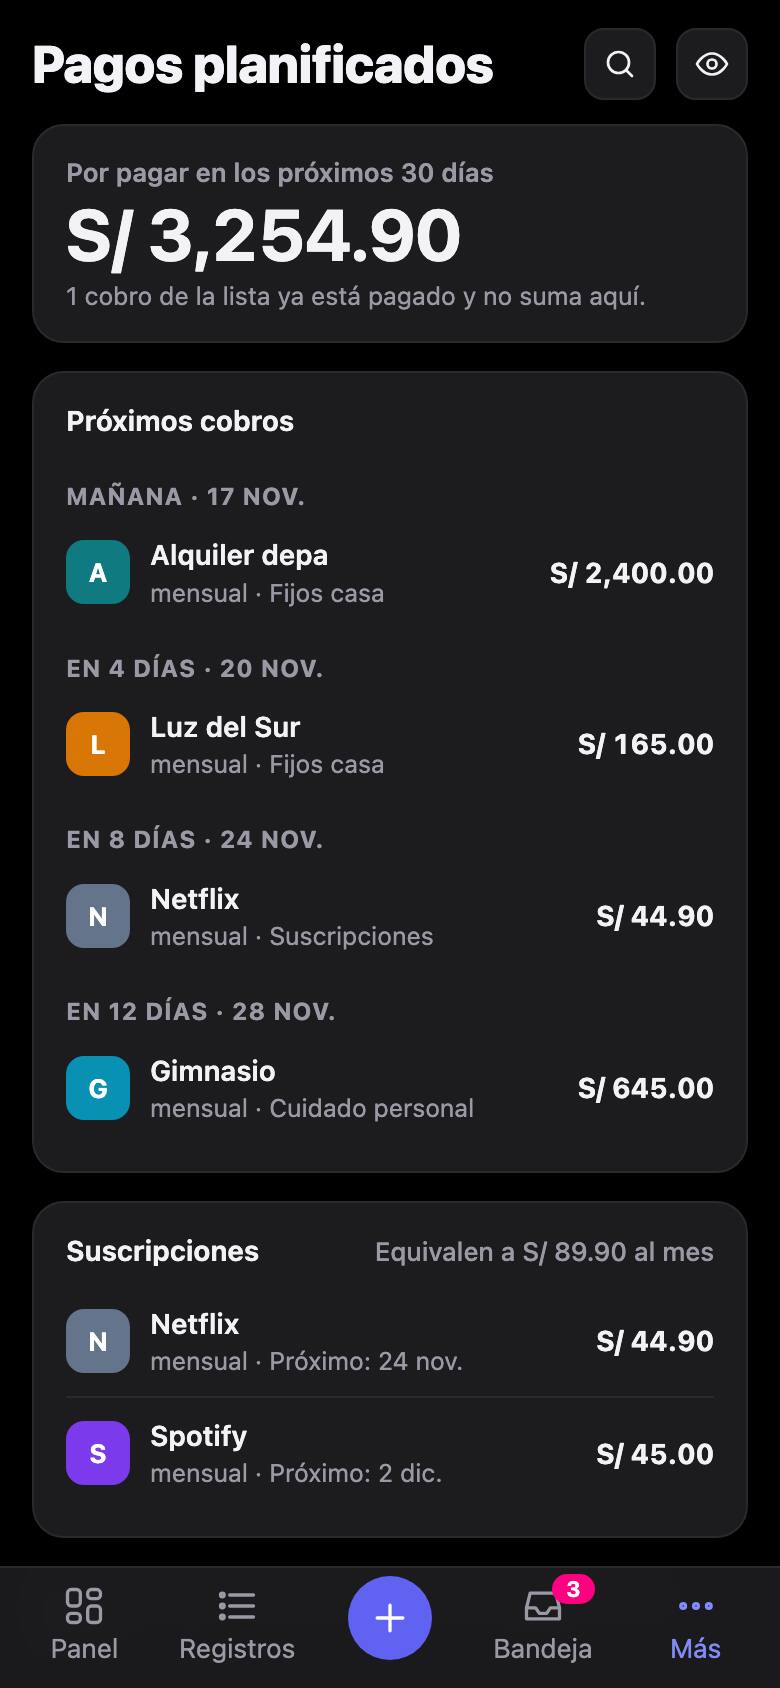 Pagos planificados
Por pagar en los próximos 30 días
S/ 3,254.90
1 cobro de la lista ya está pagado y no suma aquí.
Próximos cobros
MAÑANA · 17 NOV.
A
Alquiler depa
mensual · Fijos casa
S/ 2,400.00
EN 4 DÍAS · 20 NOV.
L
Luz del Sur
mensual · Fijos casa
S/ 165.00
EN 8 DÍAS · 24 NOV.
N
Netflix
mensual · Suscripciones
S/ 44.90
EN 12 DÍAS · 28 NOV.
G
Gimnasio
mensual · Cuidado personal
S/ 645.00
Suscripciones
Equivalen a S/ 89.90 al mes
N
Netflix
mensual · Próximo: 24 nov.
S/ 44.90
S
Spotify
mensual · Próximo: 2 dic.
S/ 45.00
Panel
Registros
3
Bandeja
Más